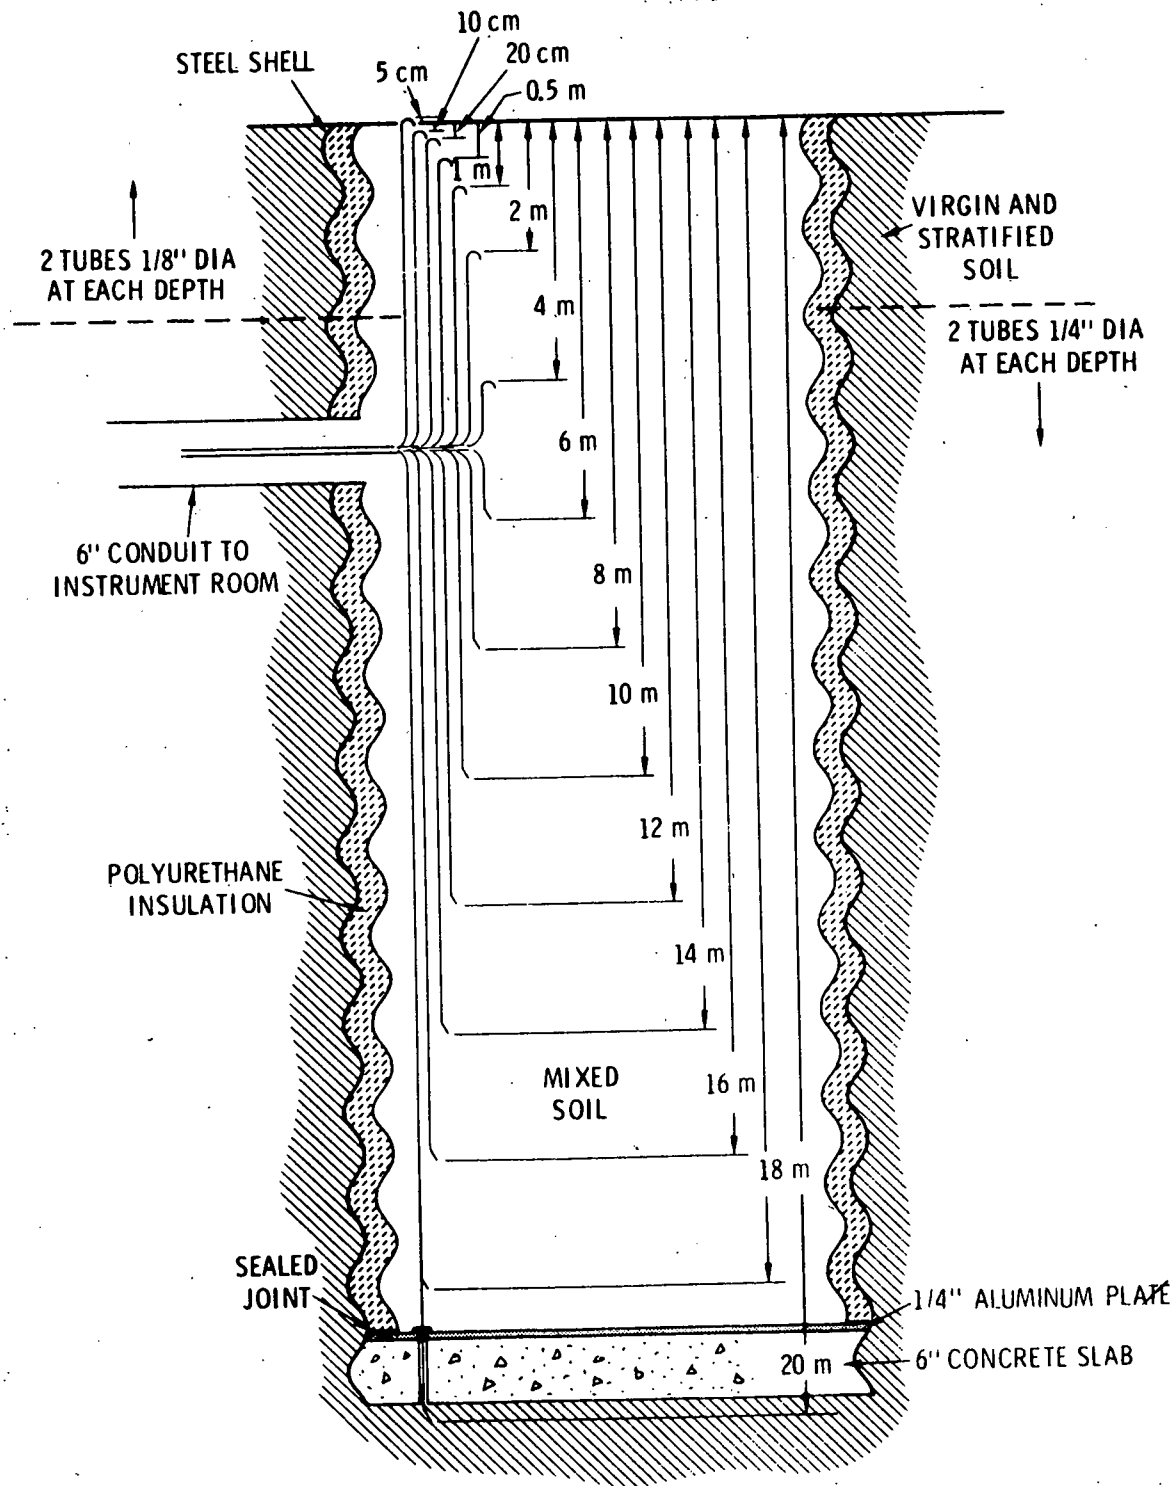 10 cm
20 cm
STEEL SHELL
5 cm
0.5 m
1 m
2 m
VIRGIN AND
STRATIFIED
SOIL
2 TUBES 1/8" DIA
AT EACH DEPTH
4 m
2 TUBES 1/4" DIA
AT EACH DEPTH
6 m
6" CONDUIT TO
INSTRUMENT ROOM
8 m
10 m
12 m
POLYURETHANE
INSULATION
14 m
MIXED
SOIL
16 m
18 m
SEALED
JOINT
1/4" ALUMINUM PLATE
20 m
6" CONCRETE SLAB